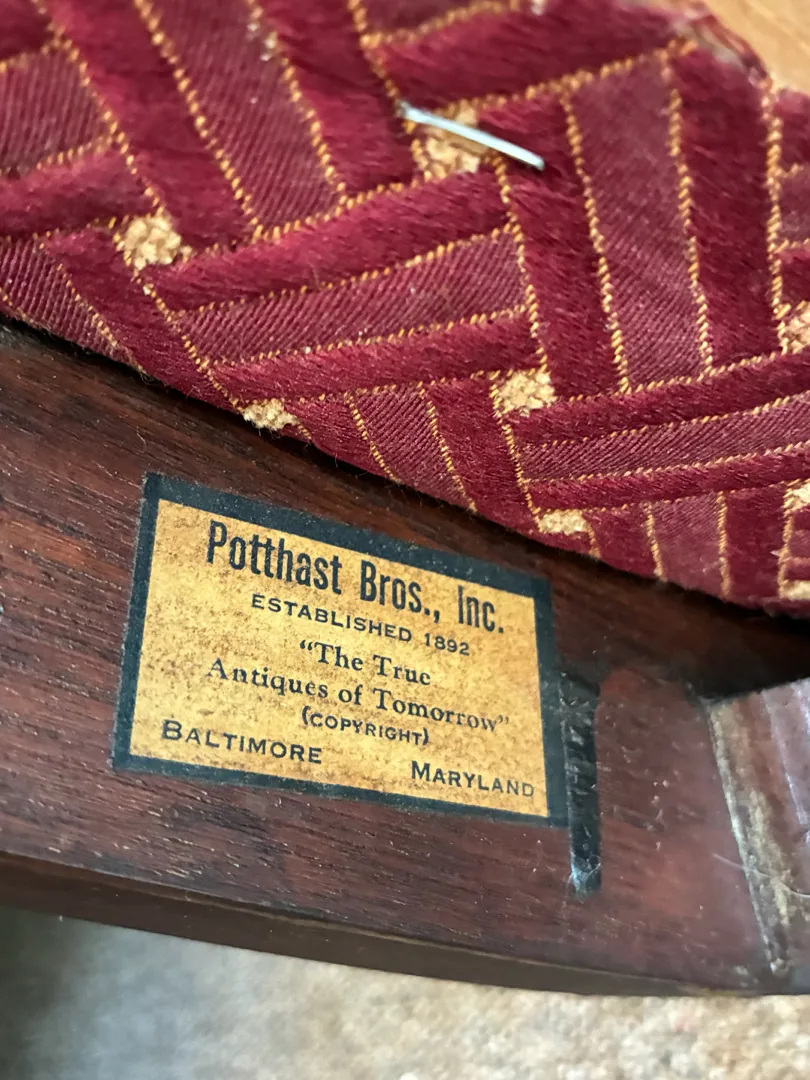 Potthast Bros., Inc.
ESTABLISHED 1892
"The True
Antiques of Tomorrow"
(COPYRIGHT)
BALTIMORE MARYLAND